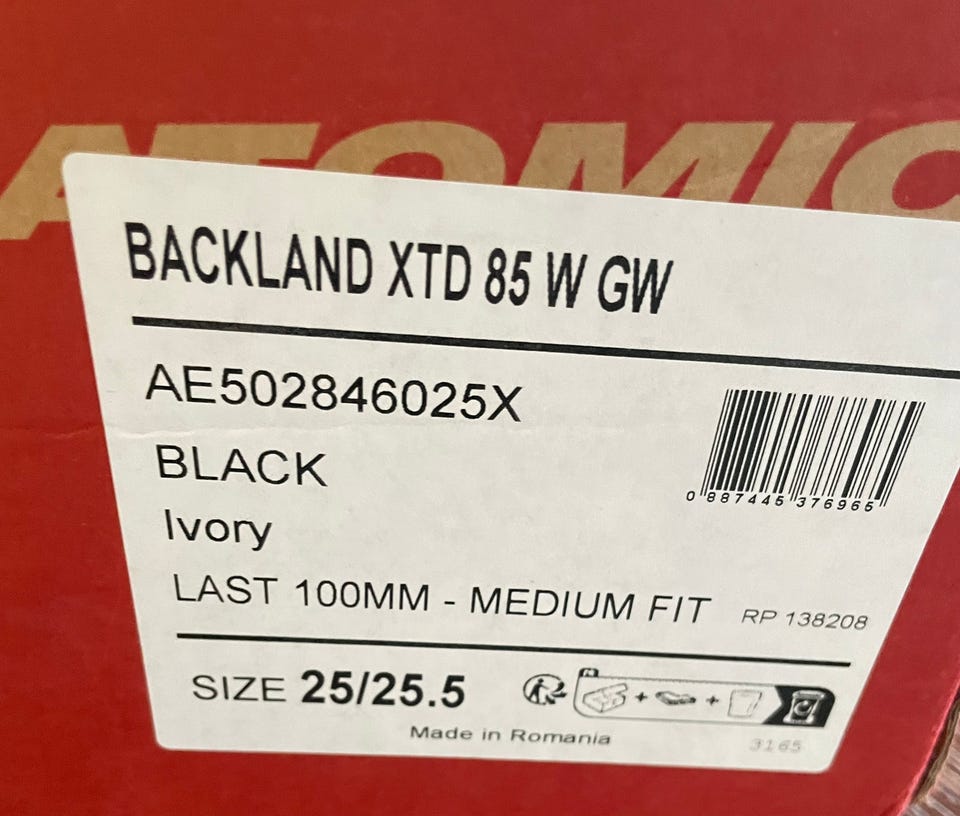 ATOMIC
BACKLAND XTD 85 W GW
AE502846025X
BLACK
Ivory
0 887445 376965
LAST 100MM - MEDIUM FIT RP 138208
SIZE 25/25.5
Made in Romania 3165